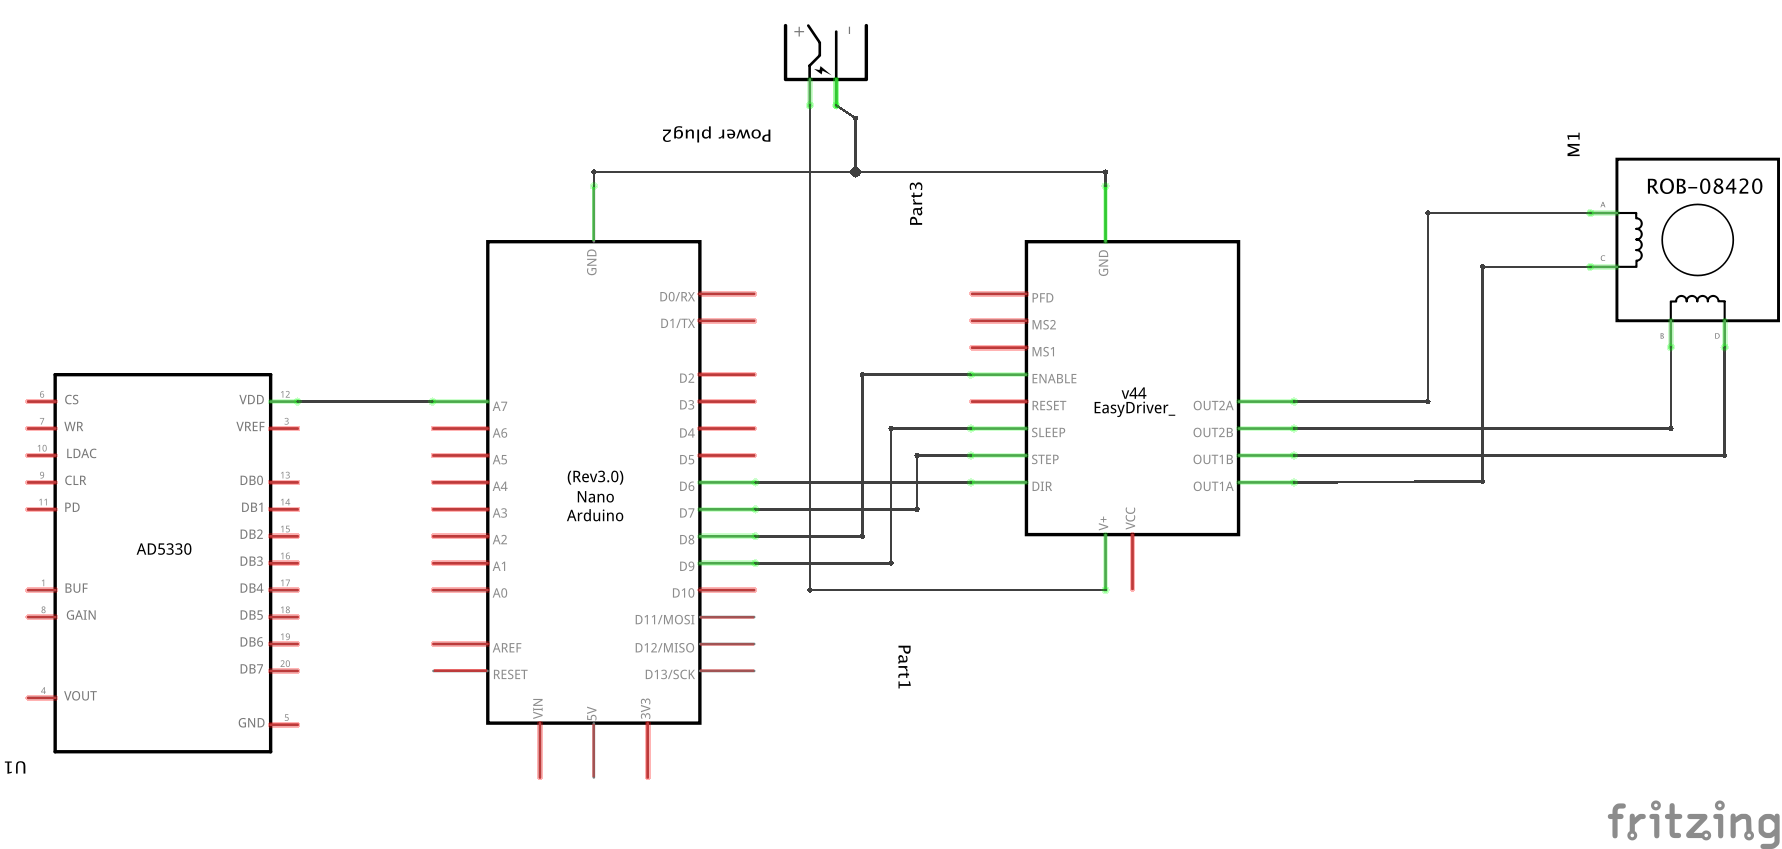 + −
Power plug2
Part3
M1
ROB-08420
A
C
B D
GND
D0/RX
D1/TX
D2
D3
D4
D5
D6
D7
D8
D9
D10
D11/MOSI
D12/MISO
D13/SCK
A7
A6
A5
A4
A3
A2
A1
A0
AREF
RESET
VIN 5V 3V3
(Rev3.0)
Nano
Arduino
GND
PFD
MS2
MS1
ENABLE
RESET
SLEEP
STEP
DIR
v44
EasyDriver_
OUT2A
OUT2B
OUT1B
OUT1A
V+ VCC
Part1
6 CS
7 WR
10 LDAC
9 CLR
11 PD
1 BUF
8 GAIN
4 VOUT
AD5330
VDD 12
VREF 3
DB0 13
DB1 14
DB2 15
DB3 16
DB4 17
DB5 18
DB6 19
DB7 20
GND 5
U1
fritzing